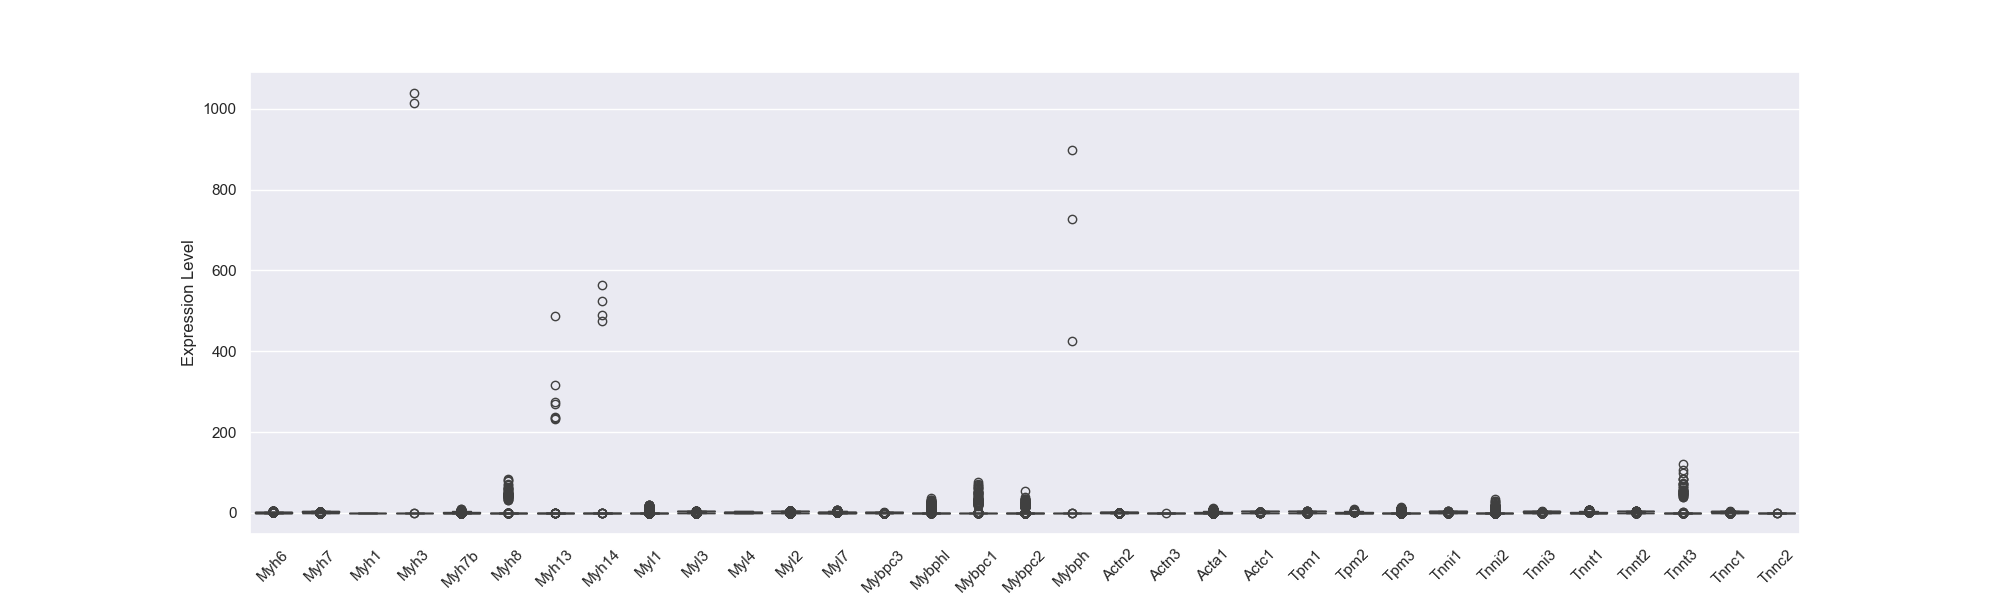 1000
800
600
400
200
0
Expression Level
Myh6
Myh7
Myh1
Myh3
Myh7b
Myh8
Myh13
Myh14
Myl1
Myl3
Myl4
Myl2
Myl7
Mybpc3
Mybphl
Mybpc1
Mybpc2
Mybph
Actn2
Actn3
Acta1
Actc1
Tpm1
Tpm2
Tpm3
Tnni1
Tnni2
Tnni3
Tnnt1
Tnnt2
Tnnt3
Tnnc1
Tnnc2